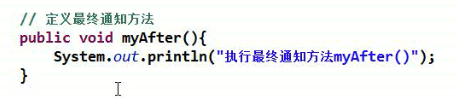 // 定义最终通知方法
public void myAfter(){
    System.out.println("执行最终通知方法myAfter()");
}